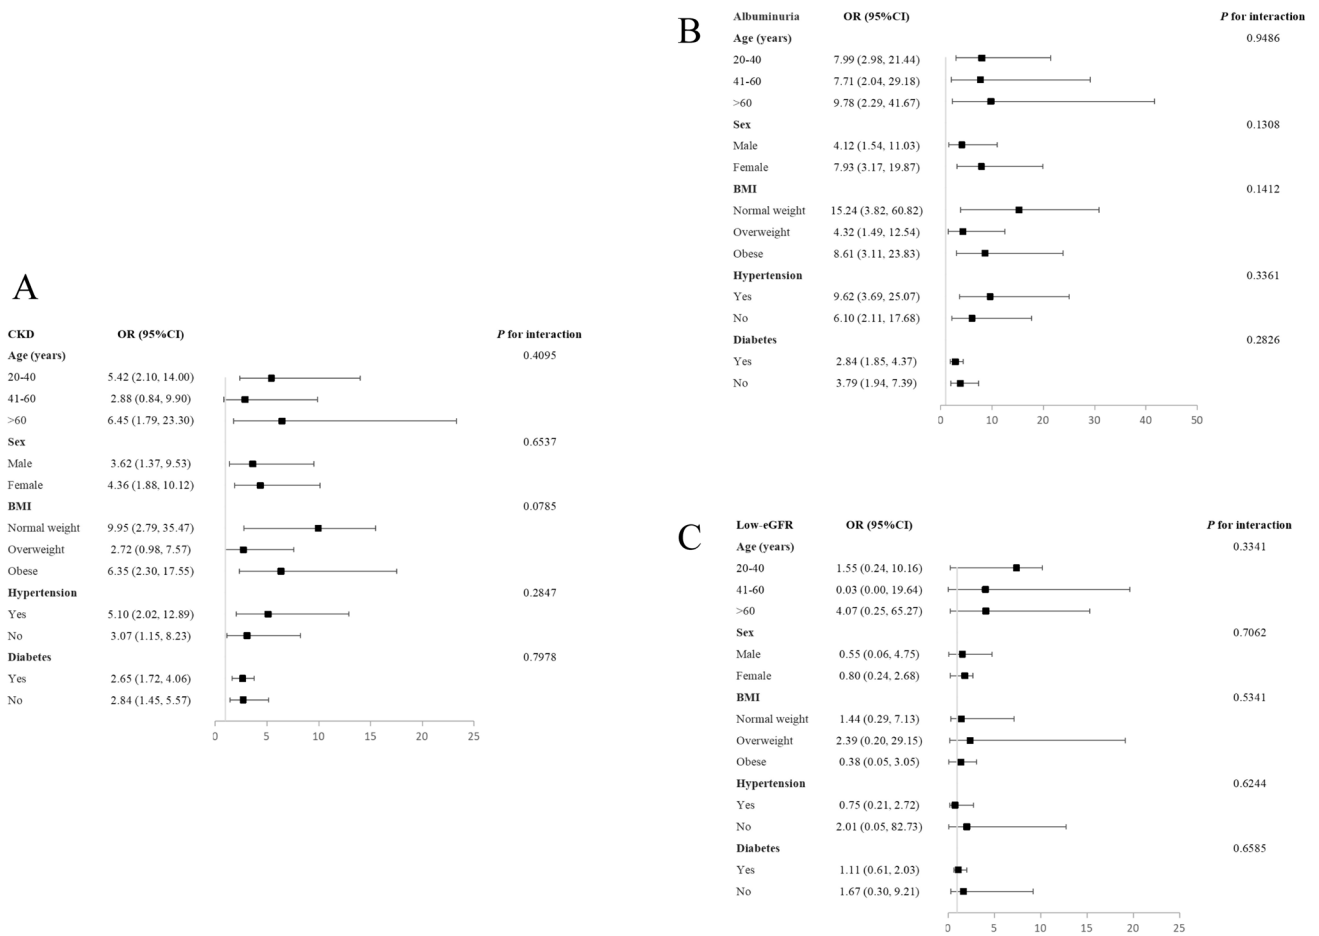 A
CKD OR (95%CI) P for interaction
Age (years) 0.4095
20-40 5.42 (2.10, 14.00)
41-60 2.88 (0.84, 9.90)
>60 6.45 (1.79, 23.30)
Sex 0.6537
Male 3.62 (1.37, 9.53)
Female 4.36 (1.88, 10.12)
BMI 0.0785
Normal weight 9.95 (2.79, 35.47)
Overweight 2.72 (0.98, 7.57)
Obese 6.35 (2.30, 17.55)
Hypertension 0.2847
Yes 5.10 (2.02, 12.89)
No 3.07 (1.15, 8.23)
Diabetes 0.7978
Yes 2.65 (1.72, 4.06)
No 2.84 (1.45, 5.57)
0 5 10 15 20 25
B
Albuminuria OR (95%CI) P for interaction
Age (years) 0.9486
20-40 7.99 (2.98, 21.44)
41-60 7.71 (2.04, 29.18)
>60 9.78 (2.29, 41.67)
Sex 0.1308
Male 4.12 (1.54, 11.03)
Female 7.93 (3.17, 19.87)
BMI 0.1412
Normal weight 15.24 (3.82, 60.82)
Overweight 4.32 (1.49, 12.54)
Obese 8.61 (3.11, 23.83)
Hypertension 0.3361
Yes 9.62 (3.69, 25.07)
No 6.10 (2.11, 17.68)
Diabetes 0.2826
Yes 2.84 (1.85, 4.37)
No 3.79 (1.94, 7.39)
0 10 20 30 40 50
C
Low-eGFR OR (95%CI) P for interaction
Age (years) 0.3341
20-40 1.55 (0.24, 10.16)
41-60 0.03 (0.00, 19.64)
>60 4.07 (0.25, 65.27)
Sex 0.7062
Male 0.55 (0.06, 4.75)
Female 0.80 (0.24, 2.68)
BMI 0.5341
Normal weight 1.44 (0.29, 7.13)
Overweight 2.39 (0.20, 29.15)
Obese 0.38 (0.05, 3.05)
Hypertension 0.6244
Yes 0.75 (0.21, 2.72)
No 2.01 (0.05, 82.73)
Diabetes 0.6585
Yes 1.11 (0.61, 2.03)
No 1.67 (0.30, 9.21)
0 5 10 15 20 25